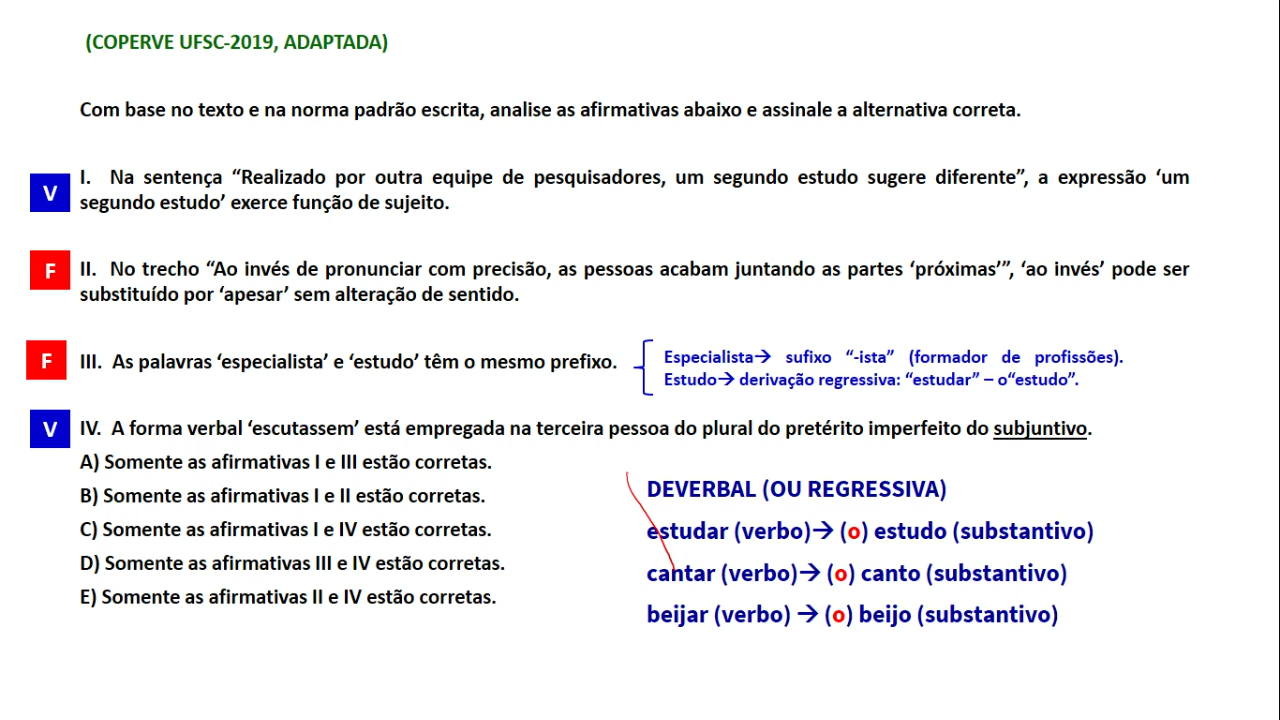 (COPERVE UFSC-2019, ADAPTADA)
Com base no texto e na norma padrão escrita, analise as afirmativas abaixo e assinale a alternativa correta.
V
I. Na sentença “Realizado por outra equipe de pesquisadores, um segundo estudo sugere diferente”, a expressão ‘um
segundo estudo’ exerce função de sujeito.
F
II. No trecho “Ao invés de pronunciar com precisão, as pessoas acabam juntando as partes ‘próximas’”, ‘ao invés’ pode ser
substituído por ‘apesar’ sem alteração de sentido.
F
III. As palavras ‘especialista’ e ‘estudo’ têm o mesmo prefixo.
Especialista→ sufixo “-ista” (formador de profissões).
Estudo→ derivação regressiva: “estudar” – o“estudo”.
V
IV. A forma verbal ‘escutassem’ está empregada na terceira pessoa do plural do pretérito imperfeito do subjuntivo.
A) Somente as afirmativas I e III estão corretas.
B) Somente as afirmativas I e II estão corretas.
C) Somente as afirmativas I e IV estão corretas.
D) Somente as afirmativas III e IV estão corretas.
E) Somente as afirmativas II e IV estão corretas.
DEVERBAL (OU REGRESSIVA)
estudar (verbo)→ (o) estudo (substantivo)
cantar (verbo)→ (o) canto (substantivo)
beijar (verbo) → (o) beijo (substantivo)